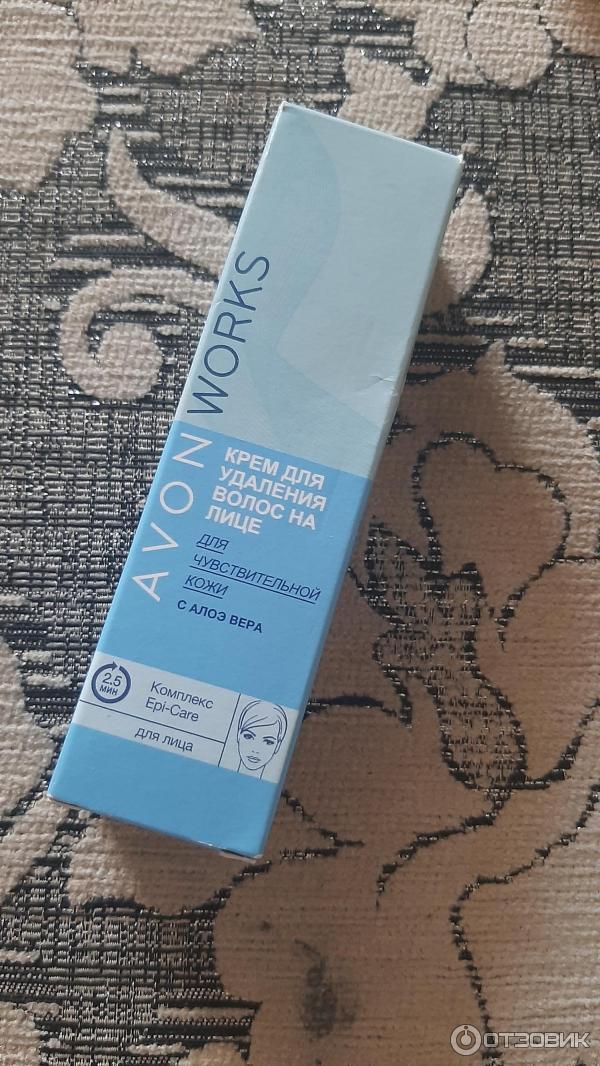 AVON WORKS
КРЕМ ДЛЯ
УДАЛЕНИЯ
ВОЛОС НА
ЛИЦЕ
ДЛЯ
ЧУВСТВИТЕЛЬНОЙ
КОЖИ
С АЛОЭ ВЕРА
2.5
МИН
Комплекс
Epi-Care
для лица
ОТЗОВИК